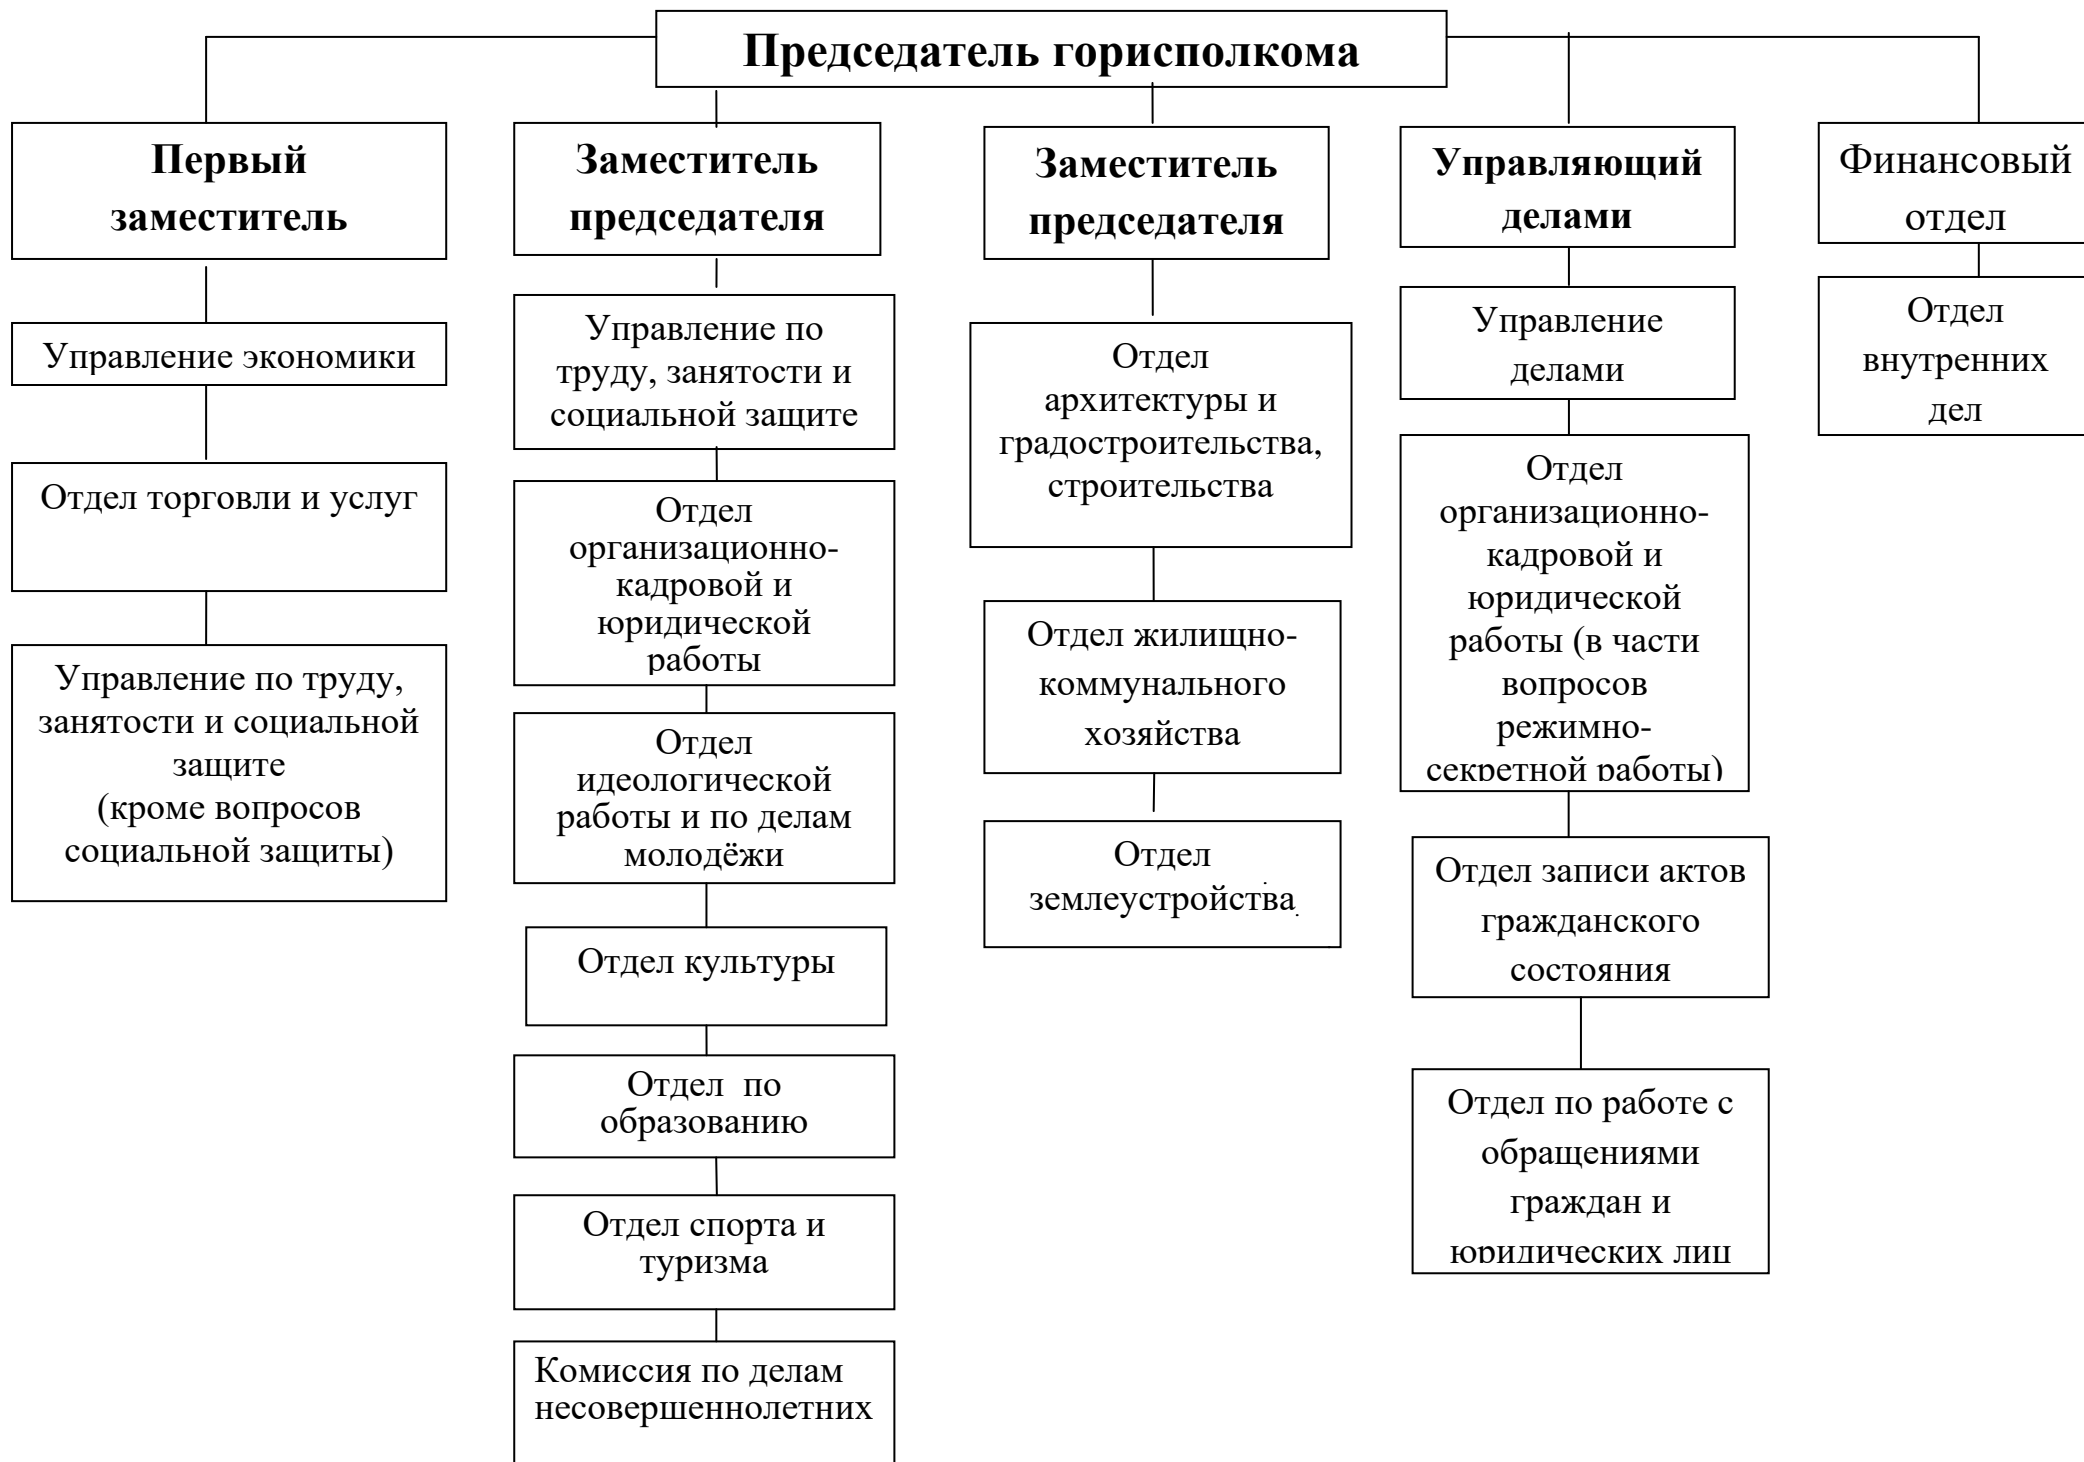 Председатель горисполкома
Первый
заместитель
Управление экономики
Отдел торговли и услуг
Управление по труду,
занятости и социальной
защите
(кроме вопросов
социальной защиты)
Заместитель
председателя
Управление по
труду, занятости и
социальной защите
Отдел
организационно-
кадровой и
юридической
работы
Отдел
идеологической
работы и по делам
молодёжи
Отдел культуры
Отдел по
образованию
Отдел спорта и
туризма
Комиссия по делам
несовершеннолетних
Заместитель
председателя
Отдел
архитектуры и
градостроительства,
строительства
Отдел жилищно-
коммунального
хозяйства
Отдел
землеустройства
Управляющий
делами
Управление
делами
Отдел
организационно-
кадровой и
юридической
работы (в части
вопросов
режимно-
секретной работы)
Отдел записи актов
гражданского
состояния
Отдел по работе с
обращениями
граждан и
юридических лиц
Финансовый
отдел
Отдел
внутренних
дел